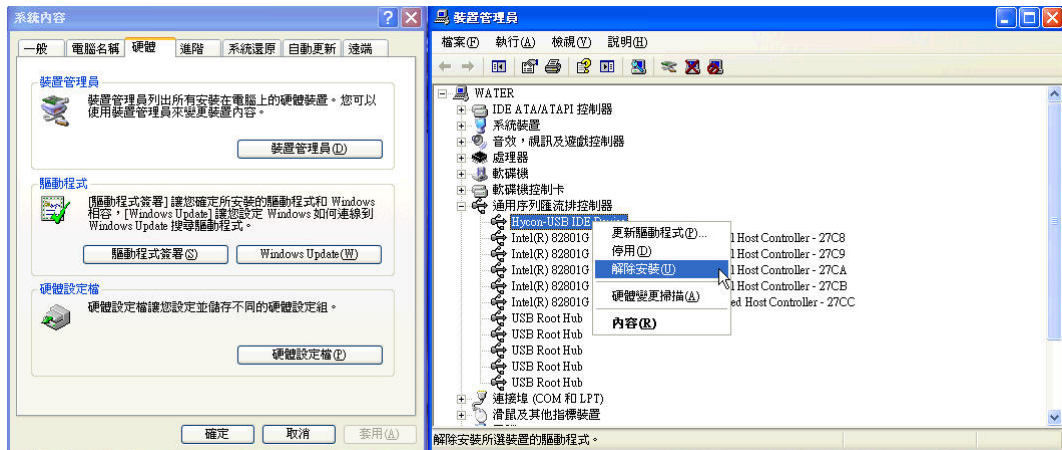 系統內容
一般
電腦名稱
硬體
進階
系統還原
自動更新
遠端
裝置管理員
裝置管理員列出所有安裝在電腦上的硬體裝置。您可以
使用裝置管理員來變更裝置內容。
裝置管理員(D)
驅動程式
[驅動程式簽署] 讓您確定所安裝的驅動程式和 Windows
相容，[Windows Update] 讓您設定 Windows 如何連線到
Windows Update 搜尋驅動程式。
驅動程式簽署(S)
Windows Update(W)
硬體設定檔
硬體設定檔讓您設定並儲存不同的硬體設定組。
硬體設定檔(P)
確定
取消
套用(A)
裝置管理員
檔案(F)
執行(A)
檢視(V)
說明(H)
WATER
IDE ATA/ATAPI 控制器
系統裝置
音效，視訊及遊戲控制器
處理器
軟碟機
軟碟機控制卡
通用序列匯流排控制器
Hycon-USB IDE Device
Intel(R) 82801G
l Host Controller - 27C8
Intel(R) 82801G
l Host Controller - 27C9
Intel(R) 82801G
l Host Controller - 27CA
Intel(R) 82801G
l Host Controller - 27CB
Intel(R) 82801G
ed Host Controller - 27CC
USB Root Hub
USB Root Hub
USB Root Hub
USB Root Hub
USB Root Hub
連接埠 (COM 和 LPT)
滑鼠及其他指標裝置
更新驅動程式(P)...
停用(D)
解除安裝(U)
硬體變更掃描(A)
內容(R)
解除安裝所選裝置的驅動程式。